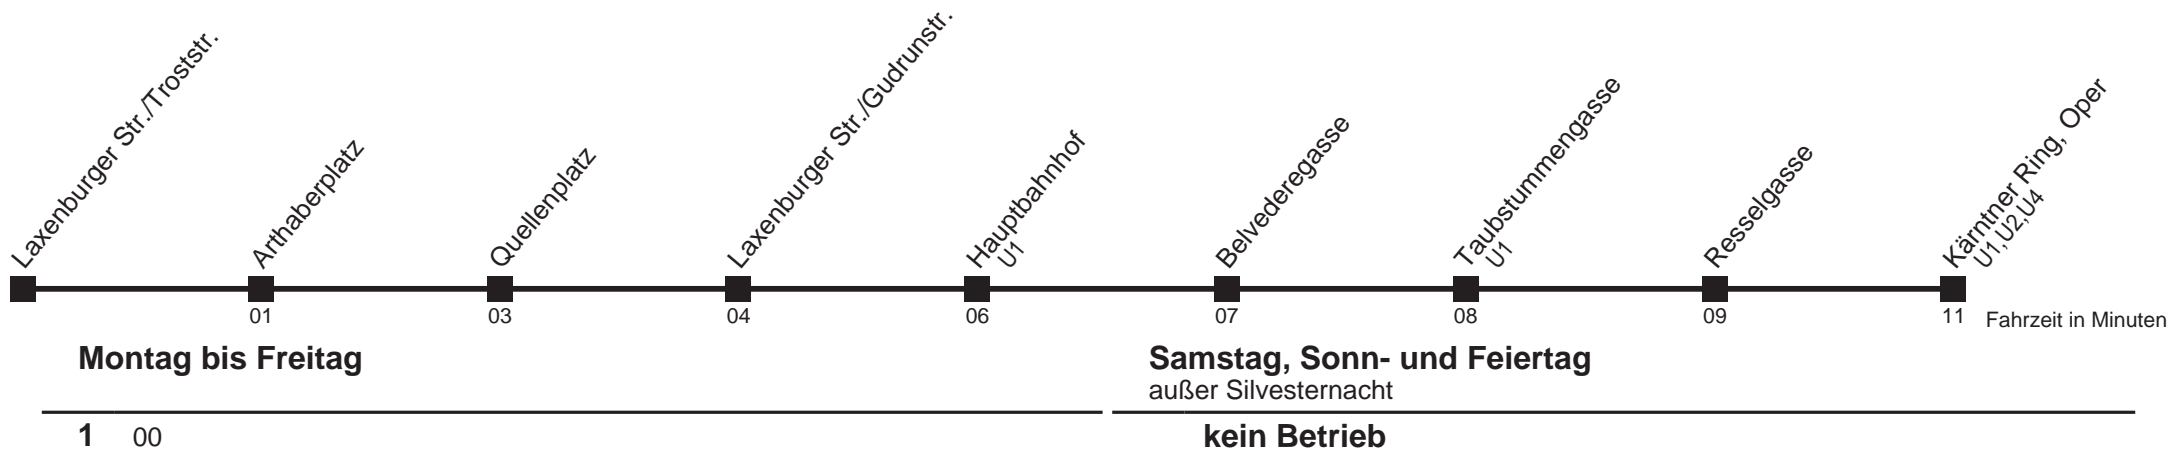 Laxenburger Str./Troststr.
Arthaberplatz
Quellenplatz
Laxenburger Str./Gudrunstr.
Hauptbahnhof
U1
Belvederegasse
Taubstummengasse
U1
Resselgasse
Kärntner Ring, Oper
U1,U2,U4
01 03 04 06 07 08 09 11 Fahrzeit in Minuten
Montag bis Freitag
1 00
Samstag, Sonn- und Feiertag
außer Silvesternacht
kein Betrieb